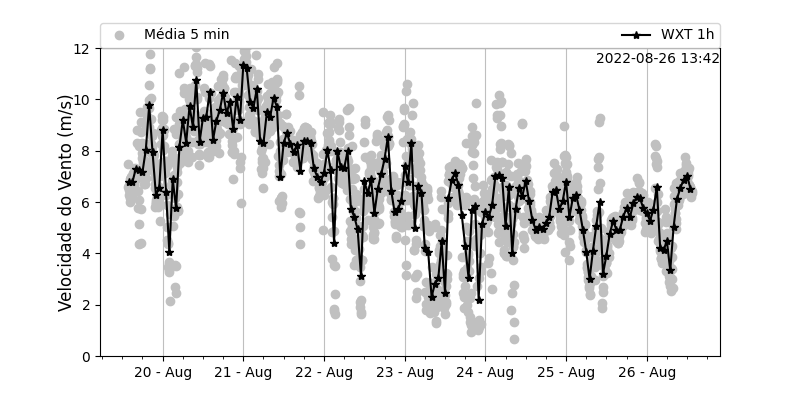 Média 5 min
WXT 1h
2022-08-26 13:42
Velocidade do Vento (m/s)
12
10
8
6
4
2
0
20 - Aug
21 - Aug
22 - Aug
23 - Aug
24 - Aug
25 - Aug
26 - Aug